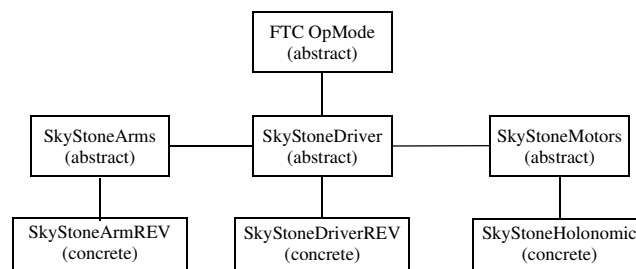 FTC OpMode
(abstract)
SkyStoneArms
(abstract)
SkyStoneDriver
(abstract)
SkyStoneMotors
(abstract)
SkyStoneArmREV
(concrete)
SkyStoneDriverREV
(concrete)
SkyStoneHolonomic
(concrete)